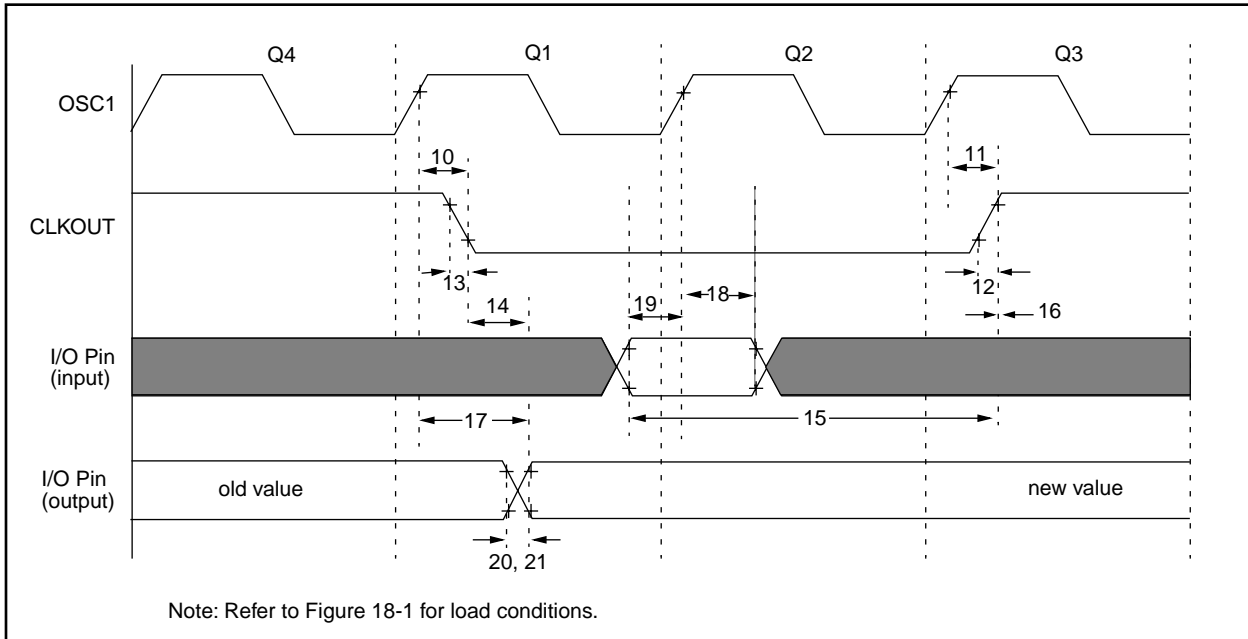 Q4 Q1 Q2 Q3
OSC1
10 11
CLKOUT
13 12
19 18
14 16
I/O Pin
(input)
17 15
I/O Pin
(output)
old value new value
20, 21
Note: Refer to Figure 18-1 for load conditions.